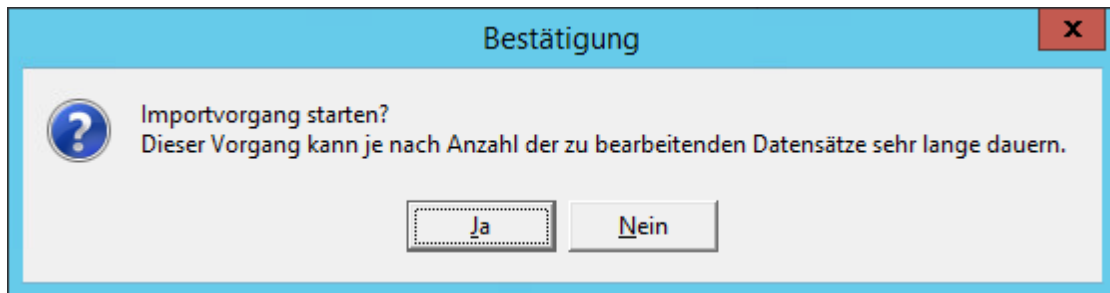 Bestätigung
x
?
Importvorgang starten?
Dieser Vorgang kann je nach Anzahl der zu bearbeitenden Datensätze sehr lange dauern.
Ja
Nein